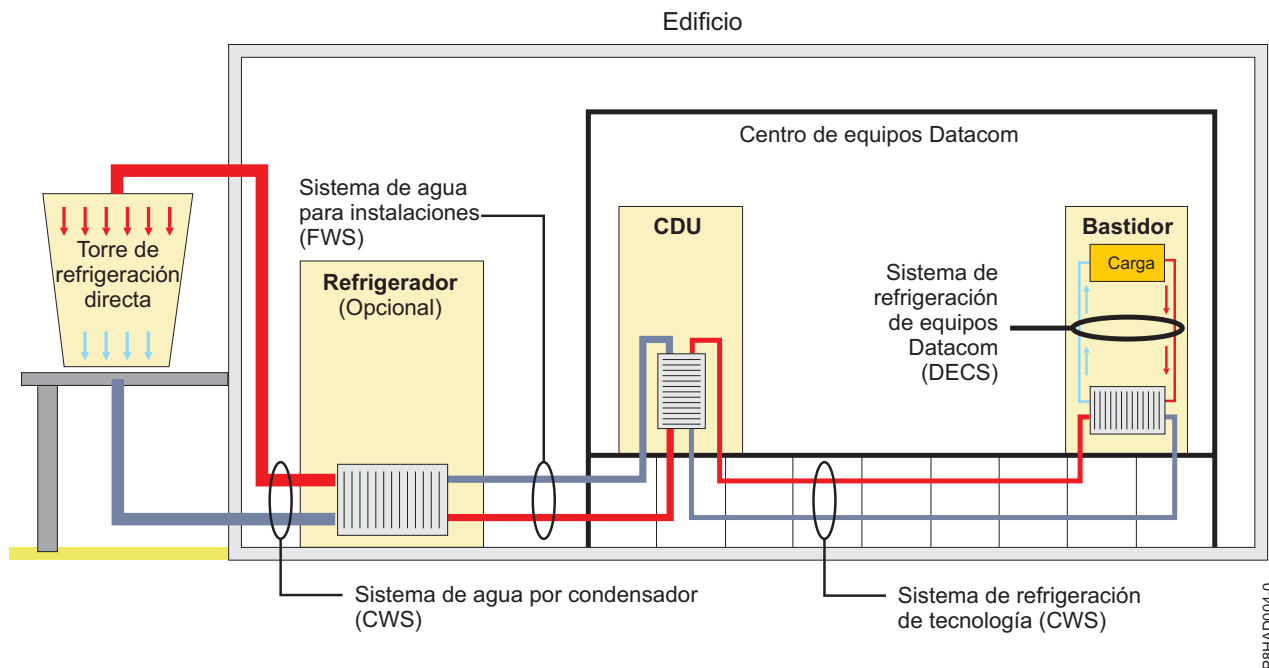 Edificio
Centro de equipos Datacom
Sistema de agua
para instalaciones
(FWS)
CDU
Bastidor
Carga
Torre de
refrigeración
directa
Refrigerador
(Opcional)
Sistema de
refrigeración
de equipos
Datacom
(DECS)
Sistema de agua por condensador
(CWS)
Sistema de refrigeración
de tecnología (CWS)
P8HAD004-0